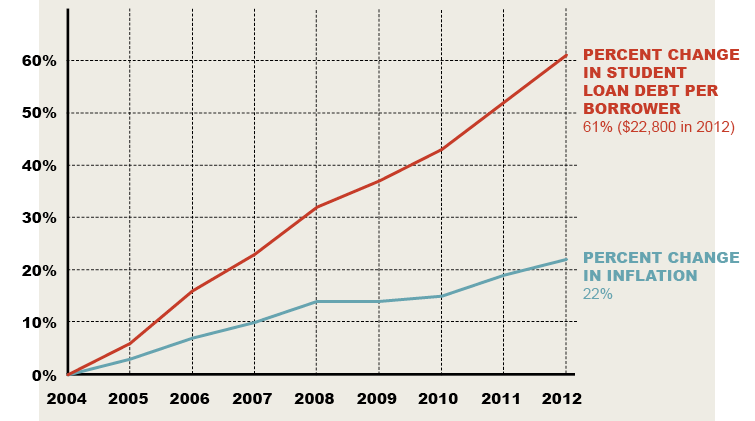 60%
50%
40%
30%
20%
10%
0%
2004 2005 2006 2007 2008 2009 2010 2011 2012
PERCENT CHANGE
IN STUDENT
LOAN DEBT PER
BORROWER
61% ($22,800 in 2012)
PERCENT CHANGE
IN INFLATION
22%